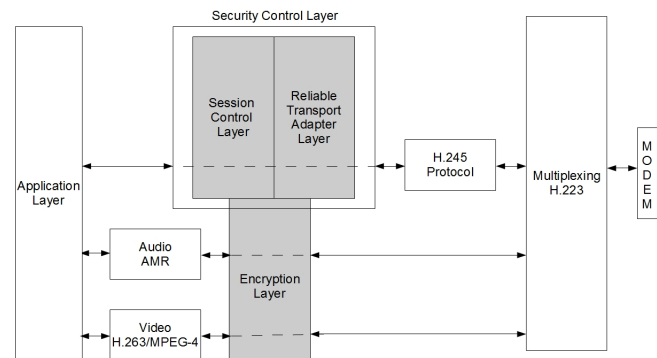 Security Control Layer
Session
Control
Layer
Reliable
Transport
Adapter
Layer
Application
Layer
H.245
Protocol
Multiplexing
H.223
MODEM
Audio
AMR
Encryption
Layer
Video
H.263/MPEG-4